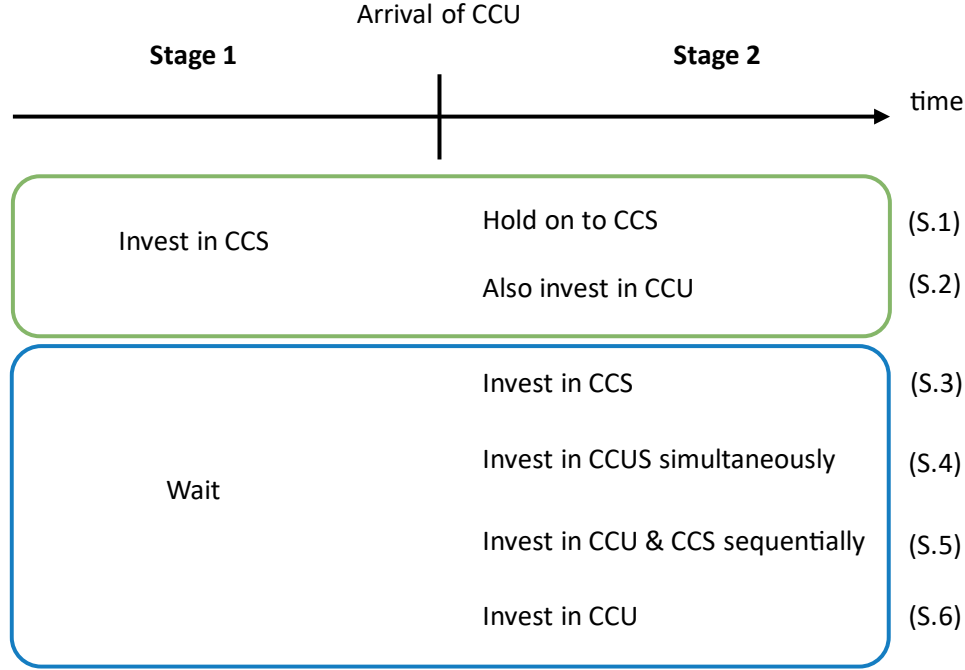 Arrival of CCU
Stage 1
Stage 2
time
Hold on to CCS
(S.1)
Invest in CCS
Also invest in CCU
(S.2)
Invest in CCS
(S.3)
Invest in CCUS simultaneously
(S.4)
Wait
Invest in CCU & CCS sequentially
(S.5)
Invest in CCU
(S.6)